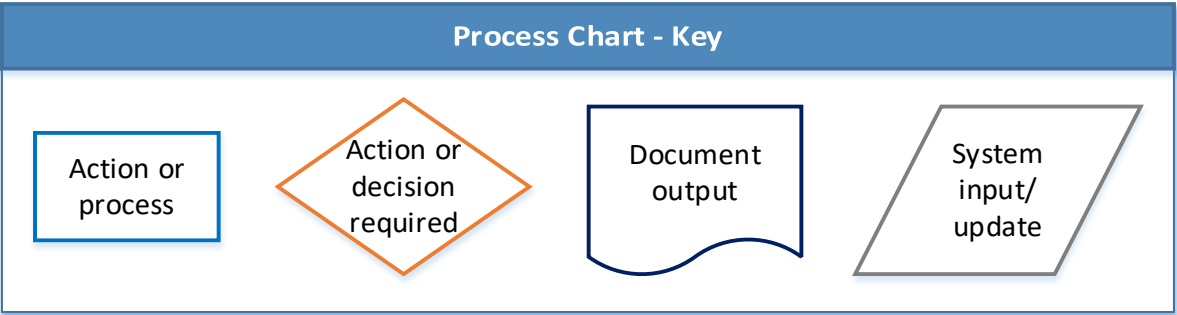 Process Chart - Key
Action or
process
Action or
decision
required
Document
output
System
input/
update